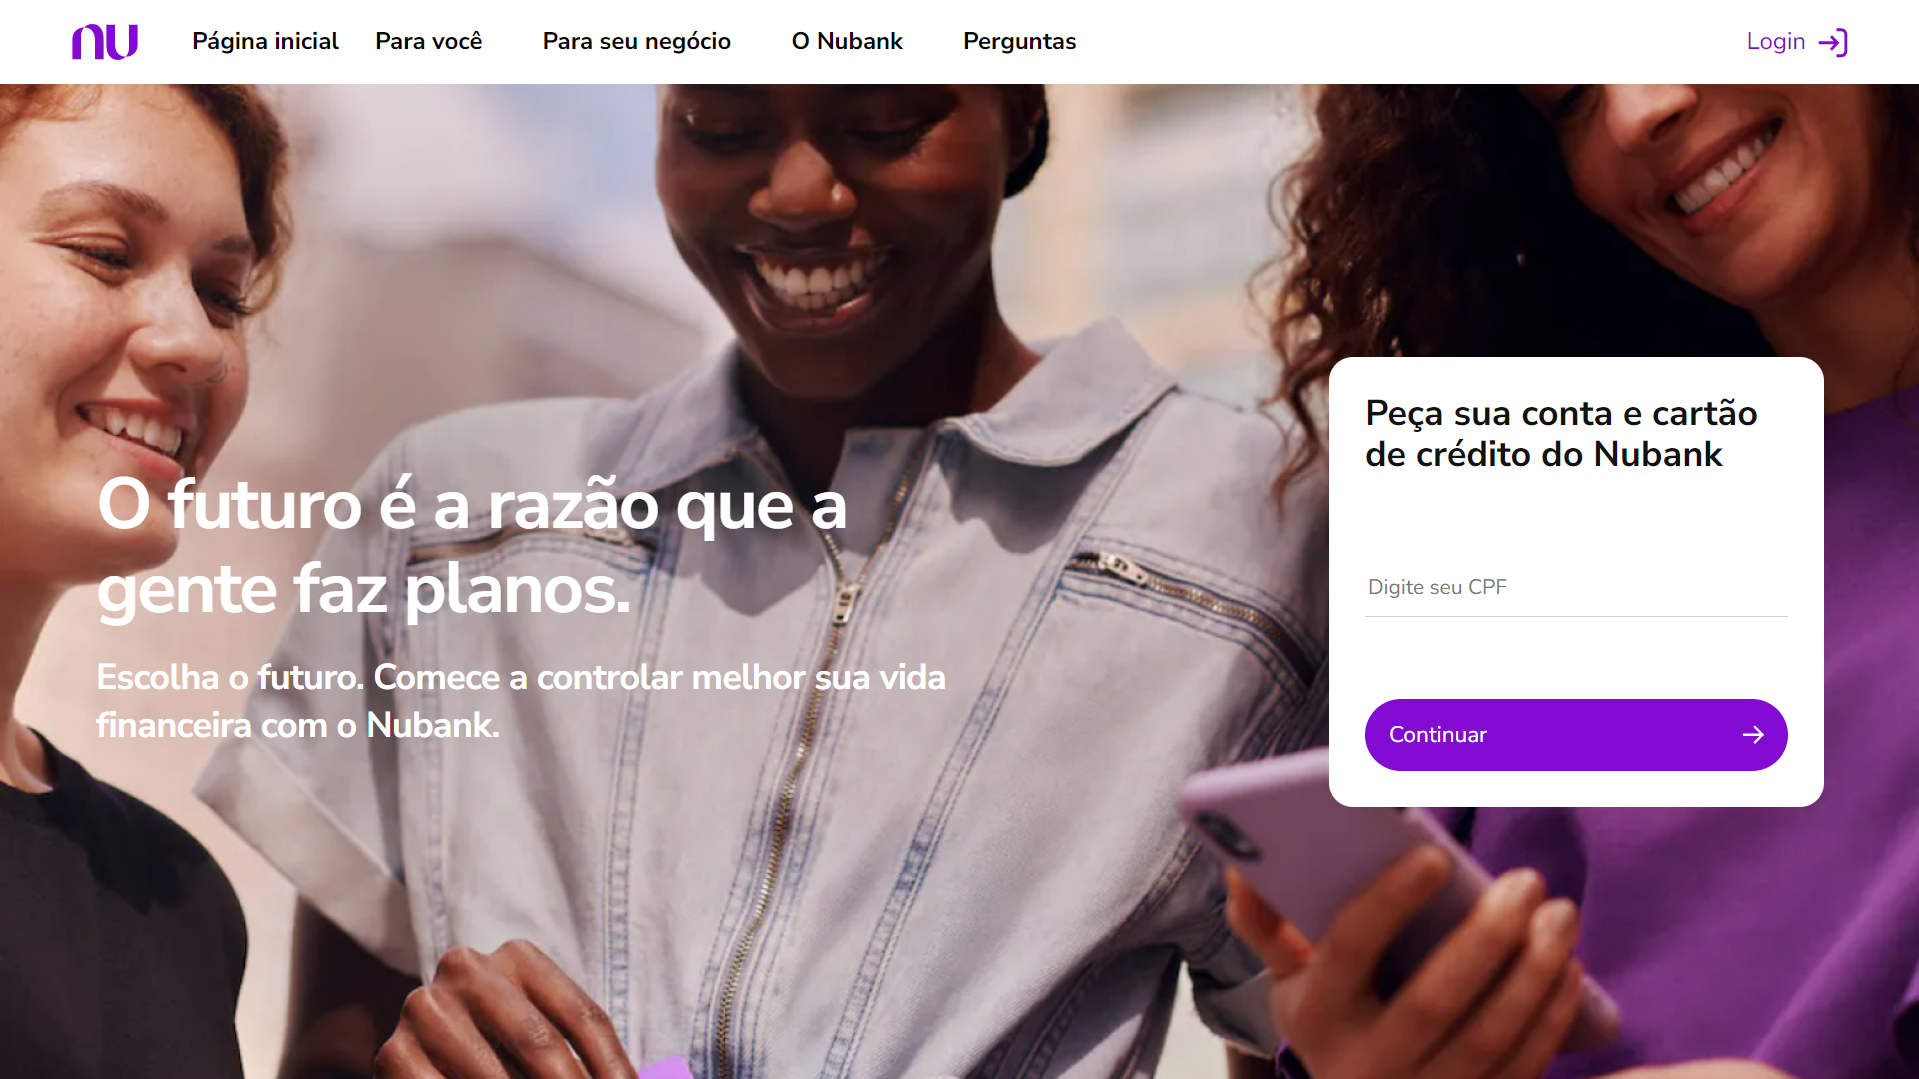 nu
Página inicial
Para você
Para seu negócio
O Nubank
Perguntas
Login
O futuro é a razão que a
gente faz planos.
Escolha o futuro. Comece a controlar melhor sua vida
financeira com o Nubank.
Peça sua conta e cartão
de crédito do Nubank
Digite seu CPF
Continuar